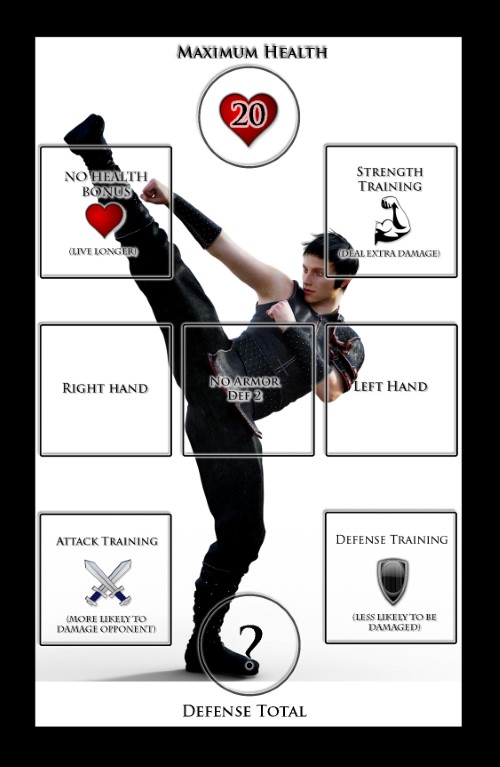 Maximum Health
20
No Health
Bonus
(Live Longer)
Strength
Training
(Deal Extra Damage)
Right hand
No Armor
Def 2
Left Hand
Attack Training
(More likely to
damage opponent)
Defense Training
(Less likely to be
damaged)
?
Defense Total